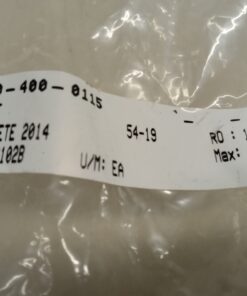 -400-0115
ETE 2014 54-19 RO:
102B U/M: EA Max: